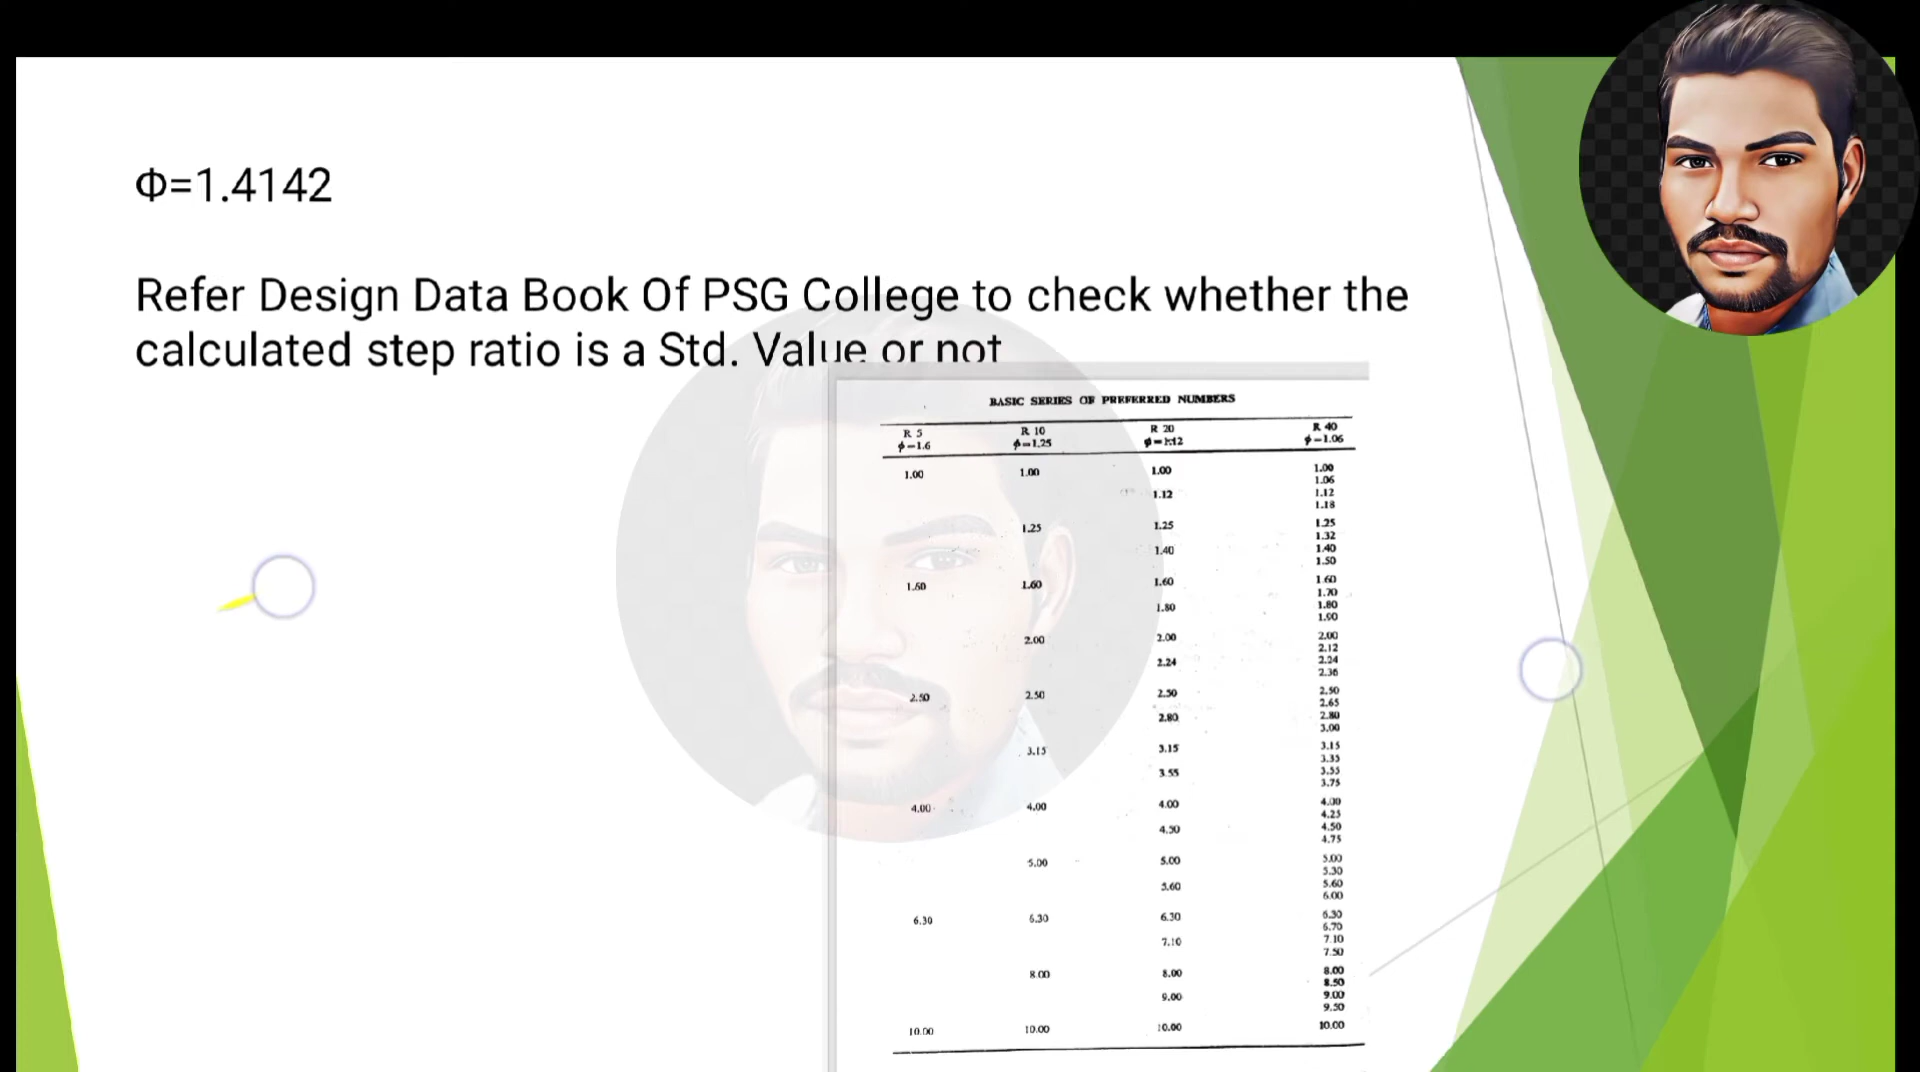 Φ=1.4142
Refer Design Data Book Of PSG College to check whether the
calculated step ratio is a Std. Value or not
BASIC SERIES OF PREFERRED NUMBERS
R 5 R 10 R 20 R 40
φ=1.6 φ=1.25 φ=1.12 φ=1.06
1.00 1.00 1.00 1.00
1.06
1.12 1.12
1.18
1.25 1.25 1.25
1.32
1.40 1.40
1.50
1.60 1.60 1.60
1.70
1.80 1.80
1.90
2.00 2.00 2.00
2.12
2.24 2.24
2.36
2.50 2.50 2.50 2.50
2.65
2.80 2.80
3.00
3.15 3.15 3.15
3.35
3.55 3.55
3.75
4.00 4.00 4.00 4.00
4.25
4.50 4.50
4.75
5.00 5.00 5.00
5.30
5.60 5.60
6.00
6.30 6.30 6.30 6.30
6.70
7.10 7.10
7.50
8.00 8.00 8.00
8.50
9.00 9.00
9.50
10.00 10.00 10.00 10.00